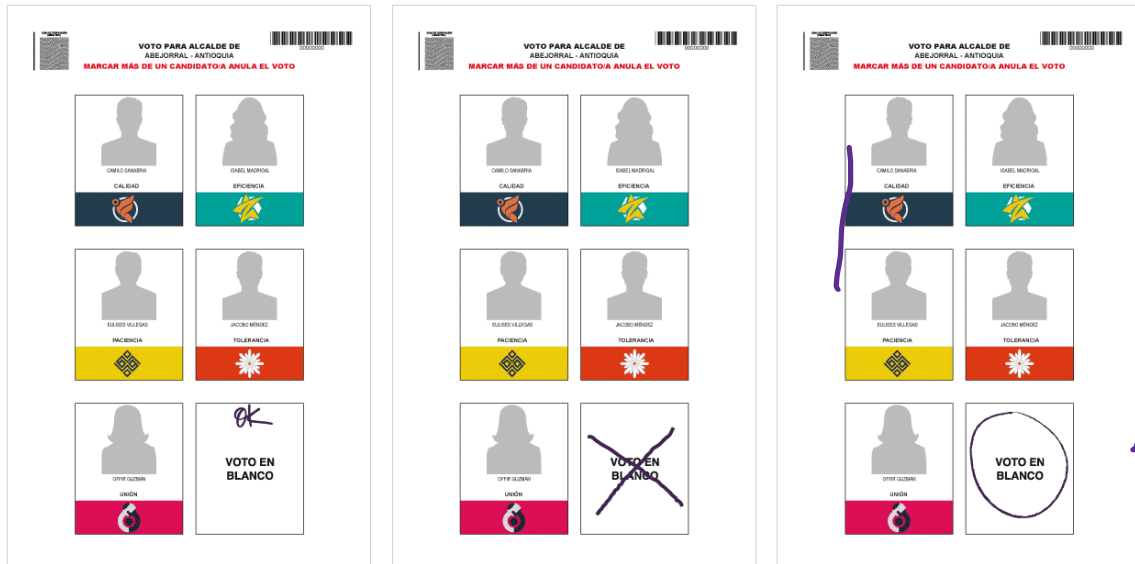 VOTO PARA ALCALDE DE
ABEJORRAL - ANTIOQUIA
MARCAR MÁS DE UN CANDIDATO/A ANULA EL VOTO
00000000
CAMILO SANABRIA
CALIDAD
ISABEL MADRIGAL
EFICIENCIA
EULISES VILLEGAS
PACIENCIA
JACOBO MÉNDEZ
TOLERANCIA
OFFIR GUZMÁN
UNIÓN
OK
VOTO EN
BLANCO
VOTO PARA ALCALDE DE
ABEJORRAL - ANTIOQUIA
MARCAR MÁS DE UN CANDIDATO/A ANULA EL VOTO
00000000
CAMILO SANABRIA
CALIDAD
ISABEL MADRIGAL
EFICIENCIA
EULISES VILLEGAS
PACIENCIA
JACOBO MÉNDEZ
TOLERANCIA
OFFIR GUZMÁN
UNIÓN
VOTO EN
BLANCO
VOTO PARA ALCALDE DE
ABEJORRAL - ANTIOQUIA
MARCAR MÁS DE UN CANDIDATO/A ANULA EL VOTO
00000000
CAMILO SANABRIA
CALIDAD
ISABEL MADRIGAL
EFICIENCIA
EULISES VILLEGAS
PACIENCIA
JACOBO MÉNDEZ
TOLERANCIA
OFFIR GUZMÁN
UNIÓN
VOTO EN
BLANCO